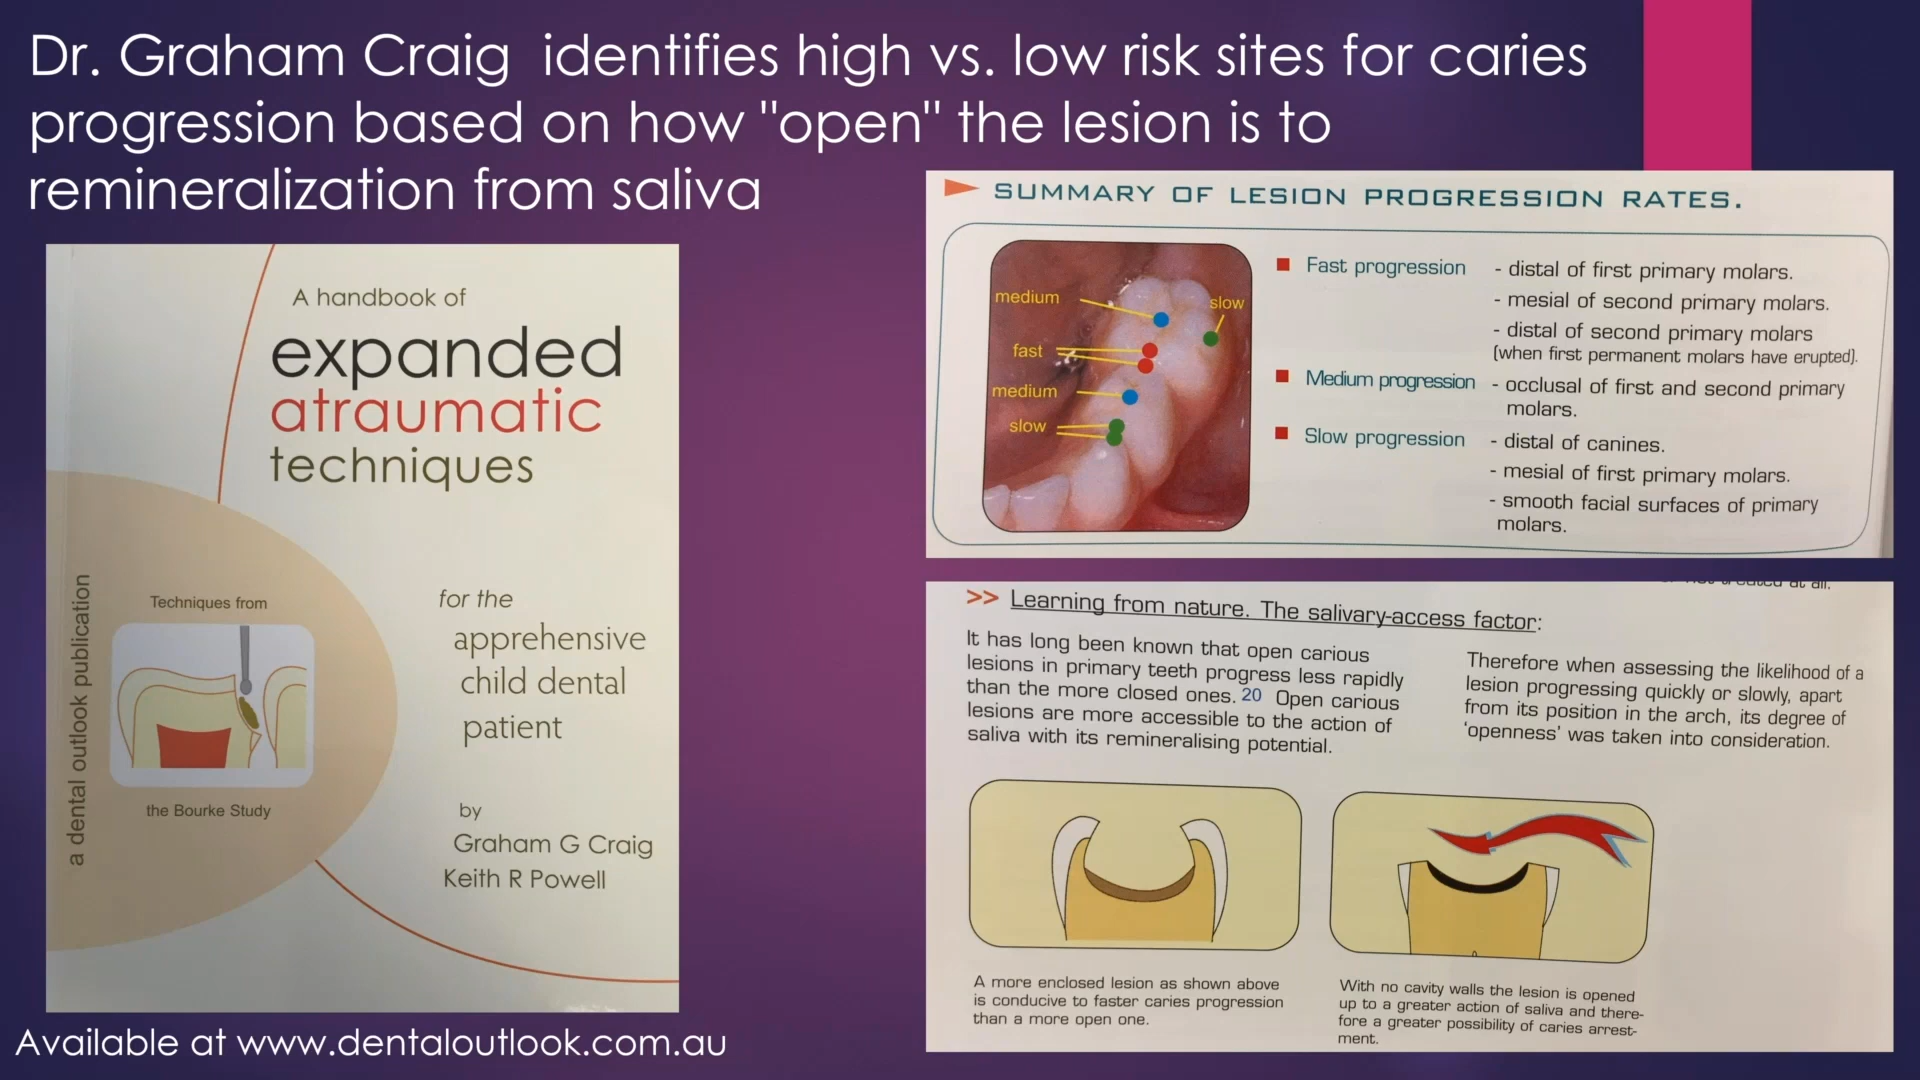 Dr. Graham Craig identifies high vs. low risk sites for caries
progression based on how "open" the lesion is to
remineralization from saliva
A handbook of
expanded
atraumatic
techniques
for the
apprehensive
child dental
patient
by
Graham G Craig
Keith R Powell
a dental outlook publication
Techniques from
the Bourke Study
Available at www.dentaloutlook.com.au
SUMMARY OF LESION PROGRESSION RATES.
medium
slow
fast
medium
slow
Fast progression - distal of first primary molars.
- mesial of second primary molars.
- distal of second primary molars
(when first permanent molars have erupted).
Medium progression - occlusal of first and second primary
molars.
Slow progression - distal of canines.
- mesial of first primary molars.
- smooth facial surfaces of primary
molars.
>> Learning from nature. The salivary-access factor:
It has long been known that open carious
lesions in primary teeth progress less rapidly
than the more closed ones. 20 Open carious
lesions are more accessible to the action of
saliva with its remineralising potential.
Therefore when assessing the likelihood of a
lesion progressing quickly or slowly, apart
from its position in the arch, its degree of
'openness' was taken into consideration.
A more enclosed lesion as shown above
is conducive to faster caries progression
than a more open one.
With no cavity walls the lesion is opened
up to a greater action of saliva and there-
fore a greater possibility of caries arrest-
ment.